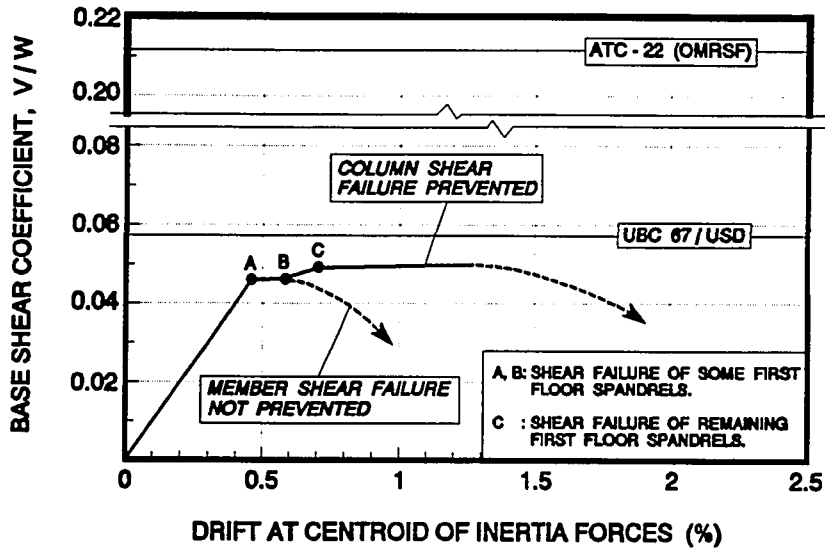 BASE SHEAR COEFFICIENT, V/W
0.22
0.20
0.08
0.06
0.04
0.02
ATC - 22 (OMRSF)
COLUMN SHEAR
FAILURE PREVENTED
UBC 67 / USD
A
B
C
MEMBER SHEAR FAILURE
NOT PREVENTED
A, B: SHEAR FAILURE OF SOME FIRST
FLOOR SPANDRELS.
C : SHEAR FAILURE OF REMAINING
FIRST FLOOR SPANDRELS.
0
0.5
1
1.5
2
2.5
DRIFT AT CENTROID OF INERTIA FORCES (%)